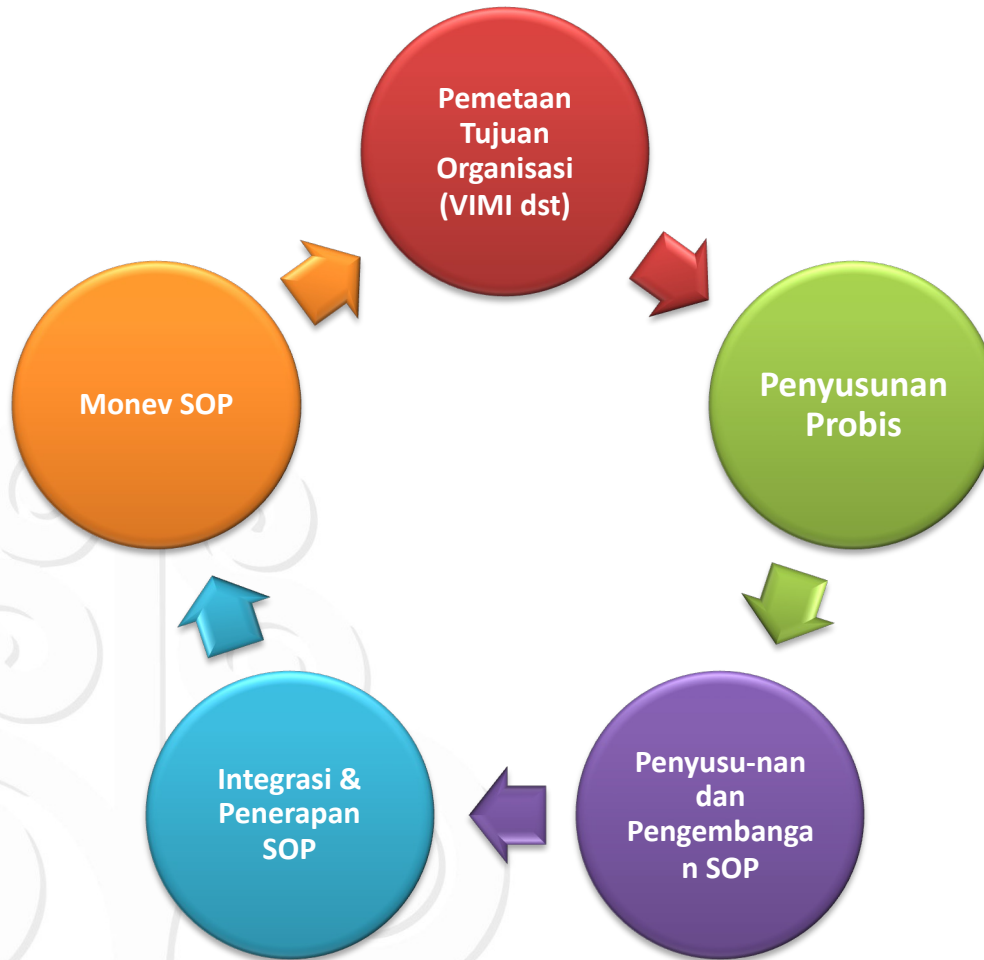 Pemetaan
Tujuan
Organisasi
(VIMI dst)
Penyusunan
Probis
Penyusu-nan
dan
Pengembanga
n SOP
Integrasi &
Penerapan
SOP
Monev SOP